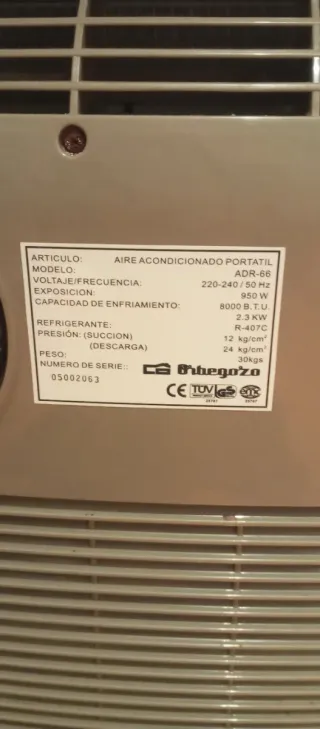 ARTICULO: AIRE ACONDICIONADO PORTATIL
MODELO: ADR-66
VOLTAJE/FRECUENCIA: 220-240 / 50 Hz
EXPOSICION: 950 W
CAPACIDAD DE ENFRIAMIENTO: 8000 B.T.U.
2.3 KW
REFRIGERANTE: R-407C
PRESIÓN: (SUCCION) 12 kg/cm²
(DESCARGA) 24 kg/cm²
PESO: 30kgs
NUMERO DE SERIE::
05002063
Orbegozo
CE TÜV GS